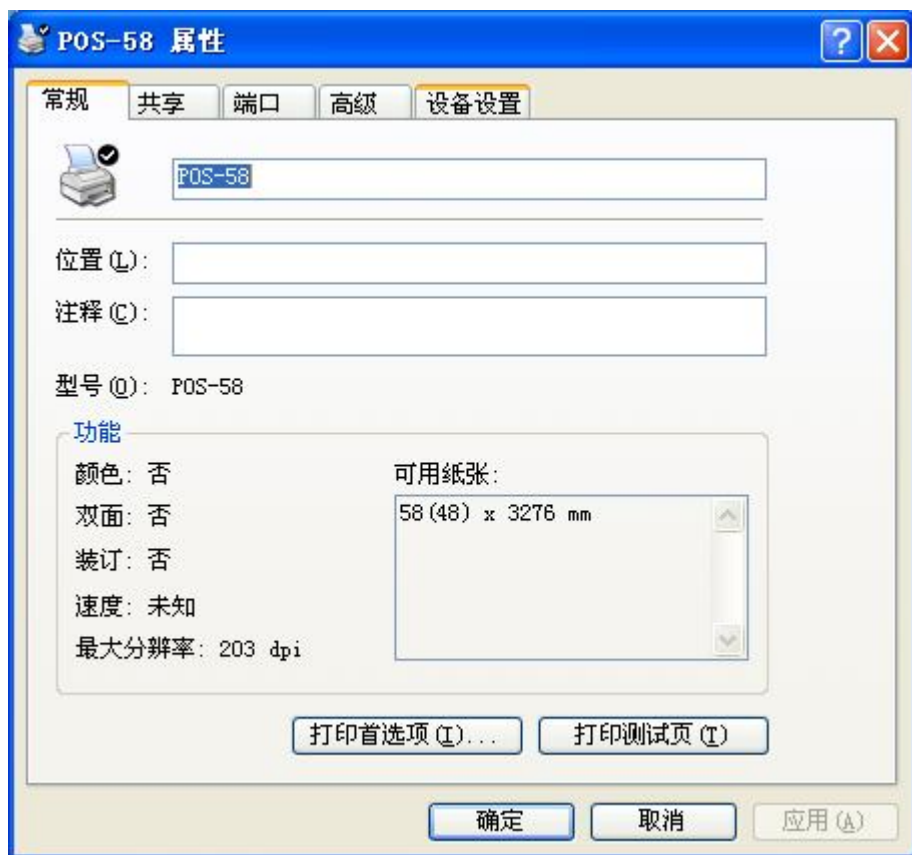 POS-58 属性
常规 共享 端口 高级 设备设置
POS-58
位置(L):
注释(C):
型号(O): POS-58
功能
颜色: 否
双面: 否
装订: 否
速度: 未知
最大分辨率: 203 dpi
可用纸张:
58(48) x 3276 mm
打印首选项(I)... 打印测试页(T)
确定 取消 应用(A)